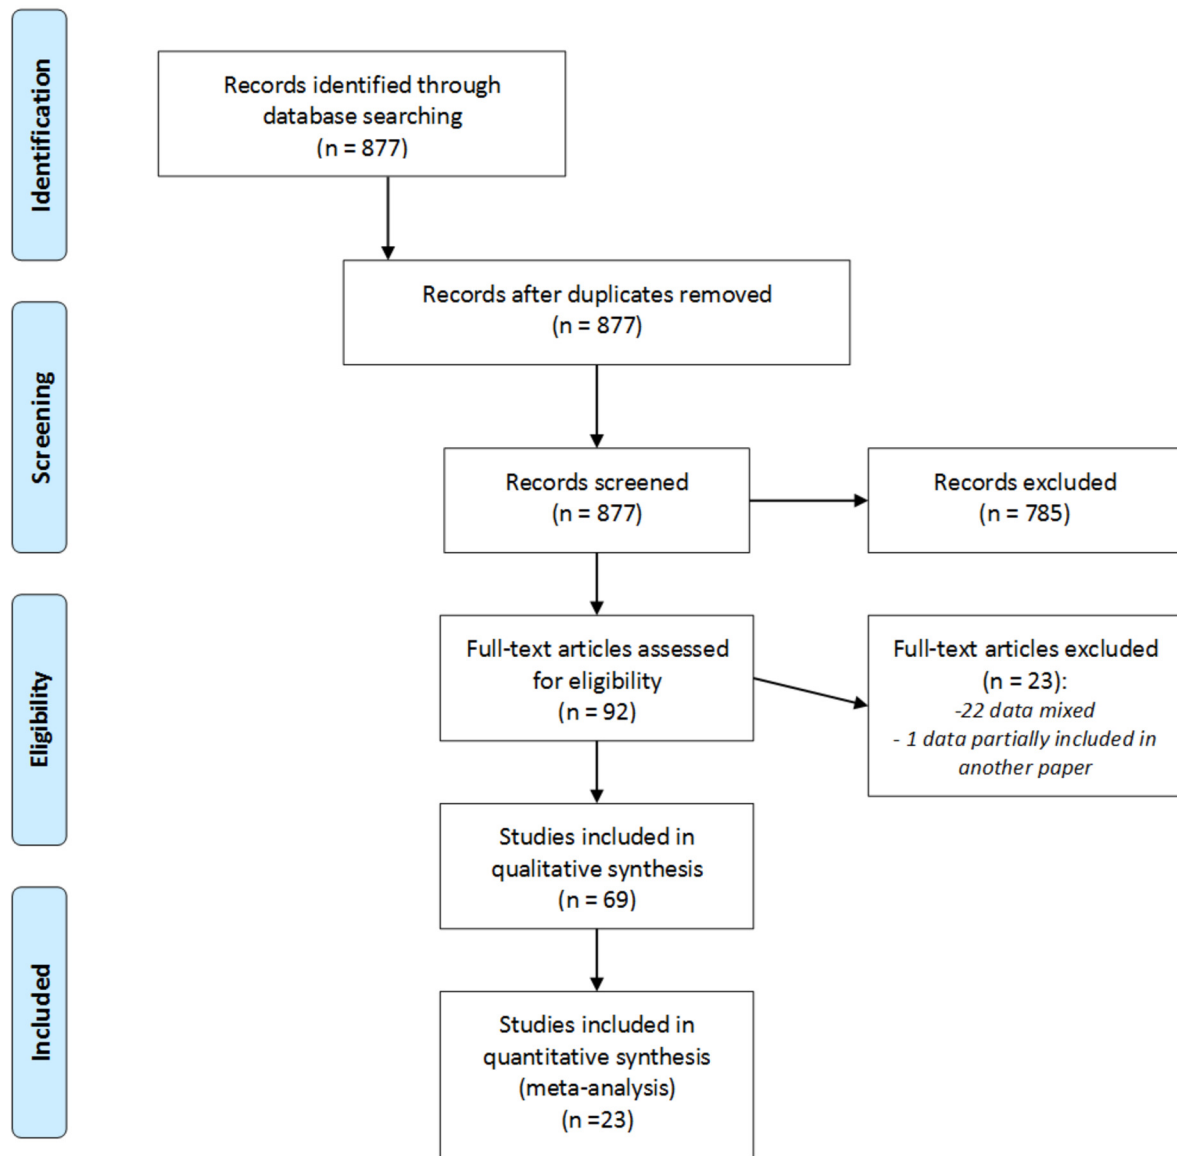 Identification
Records identified through
database searching
(n = 877)
Records after duplicates removed
(n = 877)
Screening
Records screened
(n = 877)
Records excluded
(n = 785)
Eligibility
Full-text articles assessed
for eligibility
(n = 92)
Full-text articles excluded
(n = 23):
-22 data mixed
- 1 data partially included in
another paper
Studies included in
qualitative synthesis
(n = 69)
Included
Studies included in
quantitative synthesis
(meta-analysis)
(n =23)